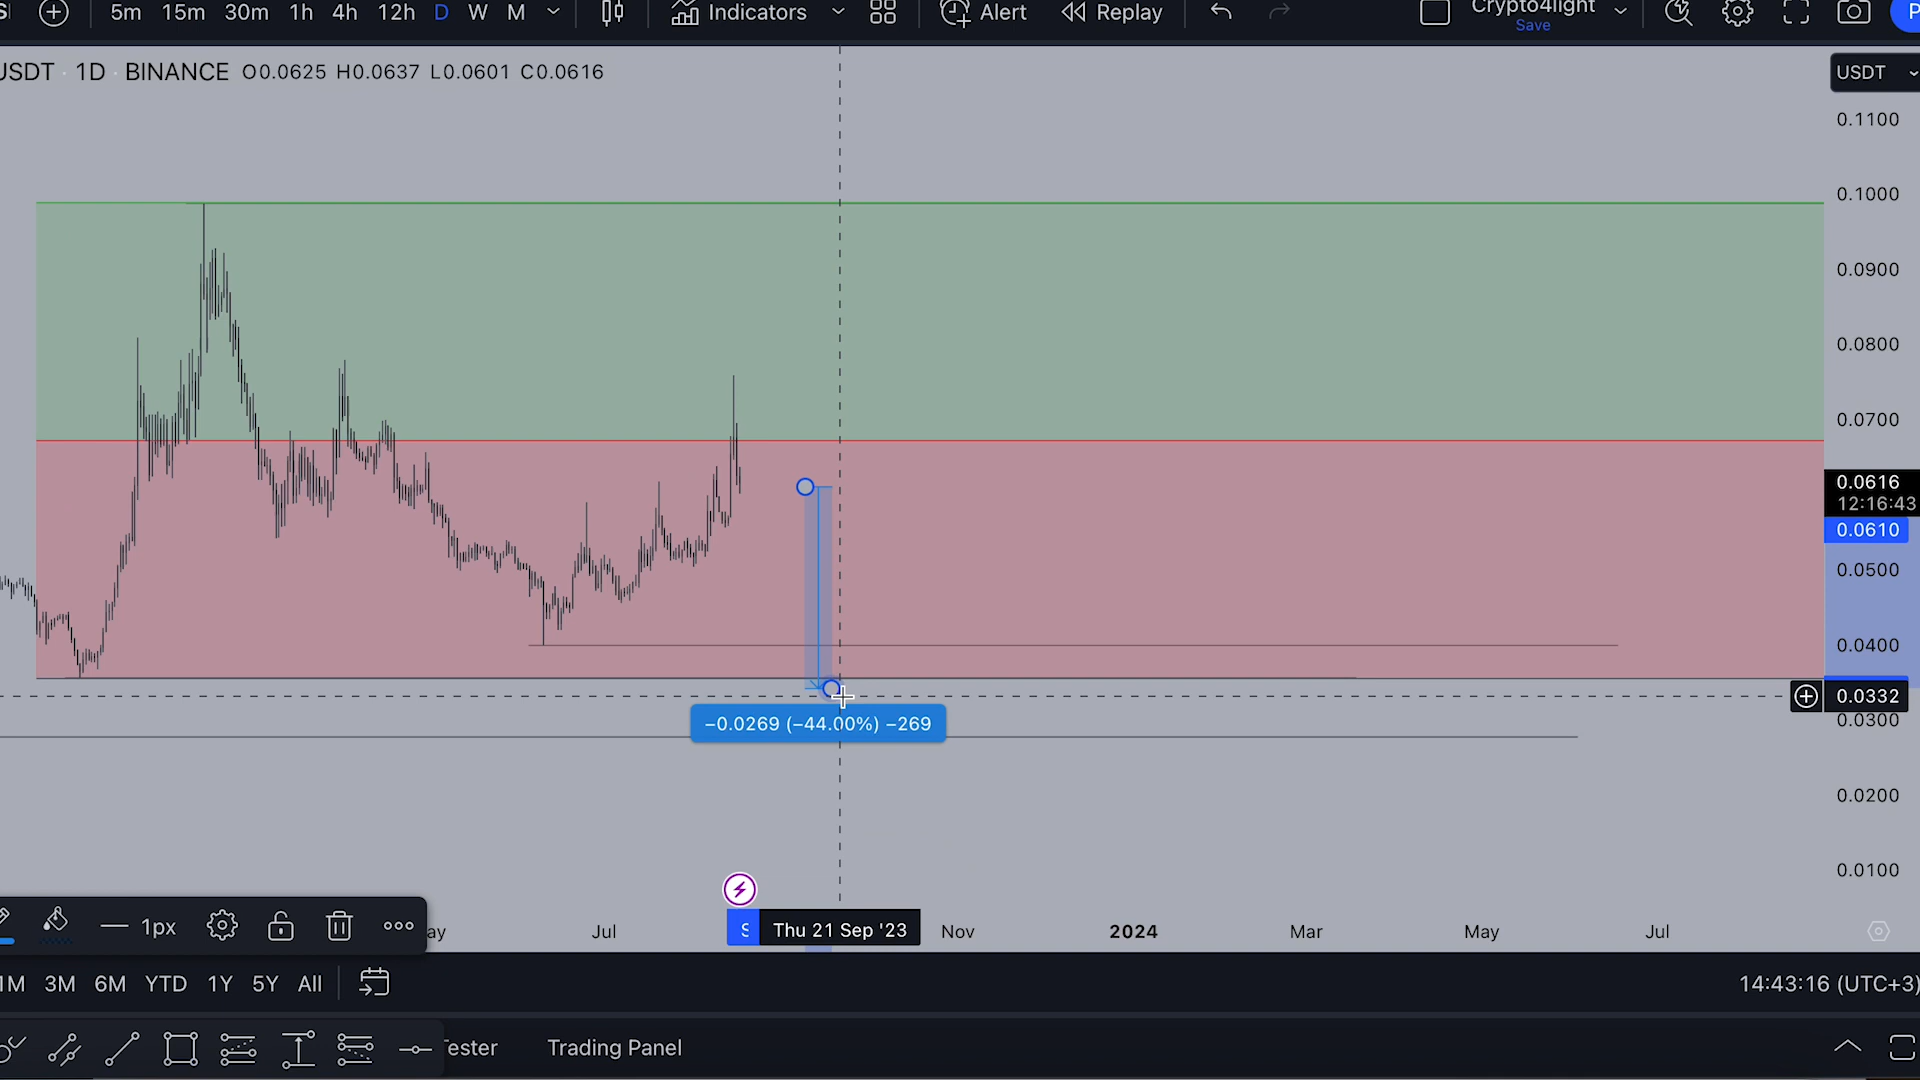 5m 15m 30m 1h 4h 12h D W M Indicators Alert Replay Crypto4light
Save
USDT · 1D · BINANCE O0.0625 H0.0637 L0.0601 C0.0616
USDT
0.1100
0.1000
0.0900
0.0800
0.0700
0.0616
12:16:43
0.0610
0.0500
0.0400
0.0332
0.0300
−0.0269 (−44.00%) −269
0.0200
0.0100
1px
ay Jul S Thu 21 Sep '23 Nov 2024 Mar May Jul
1M 3M 6M YTD 1Y 5Y All 14:43:16 (UTC+3)
Tester Trading Panel